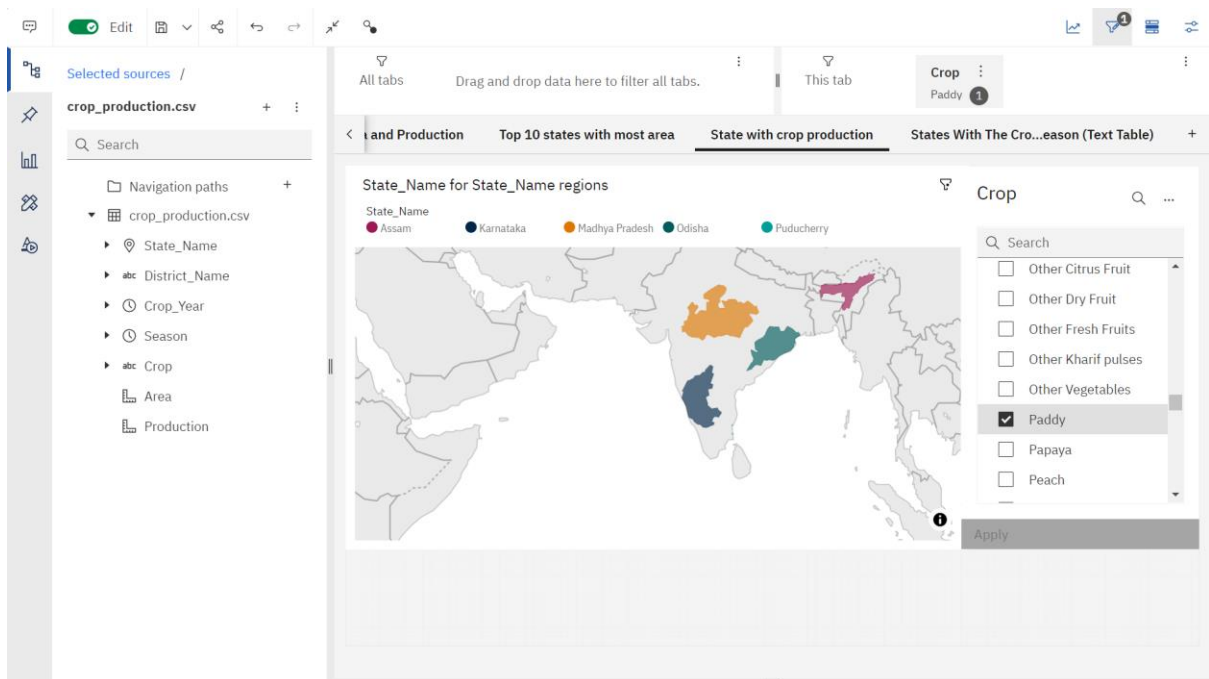 Edit
Selected sources /
crop_production.csv
Search
Navigation paths
crop_production.csv
State_Name
District_Name
Crop_Year
Season
Crop
Area
Production
abc
abc
1
All tabs
Drag and drop data here to filter all tabs.
This tab
Crop
Paddy 1
a and Production Top 10 states with most area State with crop production States With The Cro...eason (Text Table)
State_Name for State_Name regions
State_Name
Assam Karnataka Madhya Pradesh Odisha Puducherry
Crop
Search
Other Citrus Fruit
Other Dry Fruit
Other Fresh Fruits
Other Kharif pulses
Other Vegetables
Paddy
Papaya
Peach
Apply